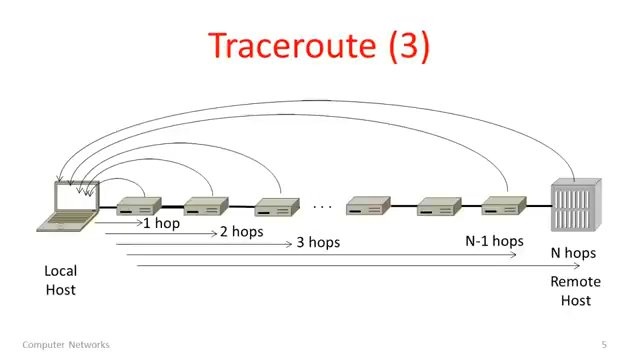 Traceroute (3)
. . .
1 hop
2 hops
3 hops
N-1 hops
N hops
Local
Host
Remote
Host
Computer Networks
5